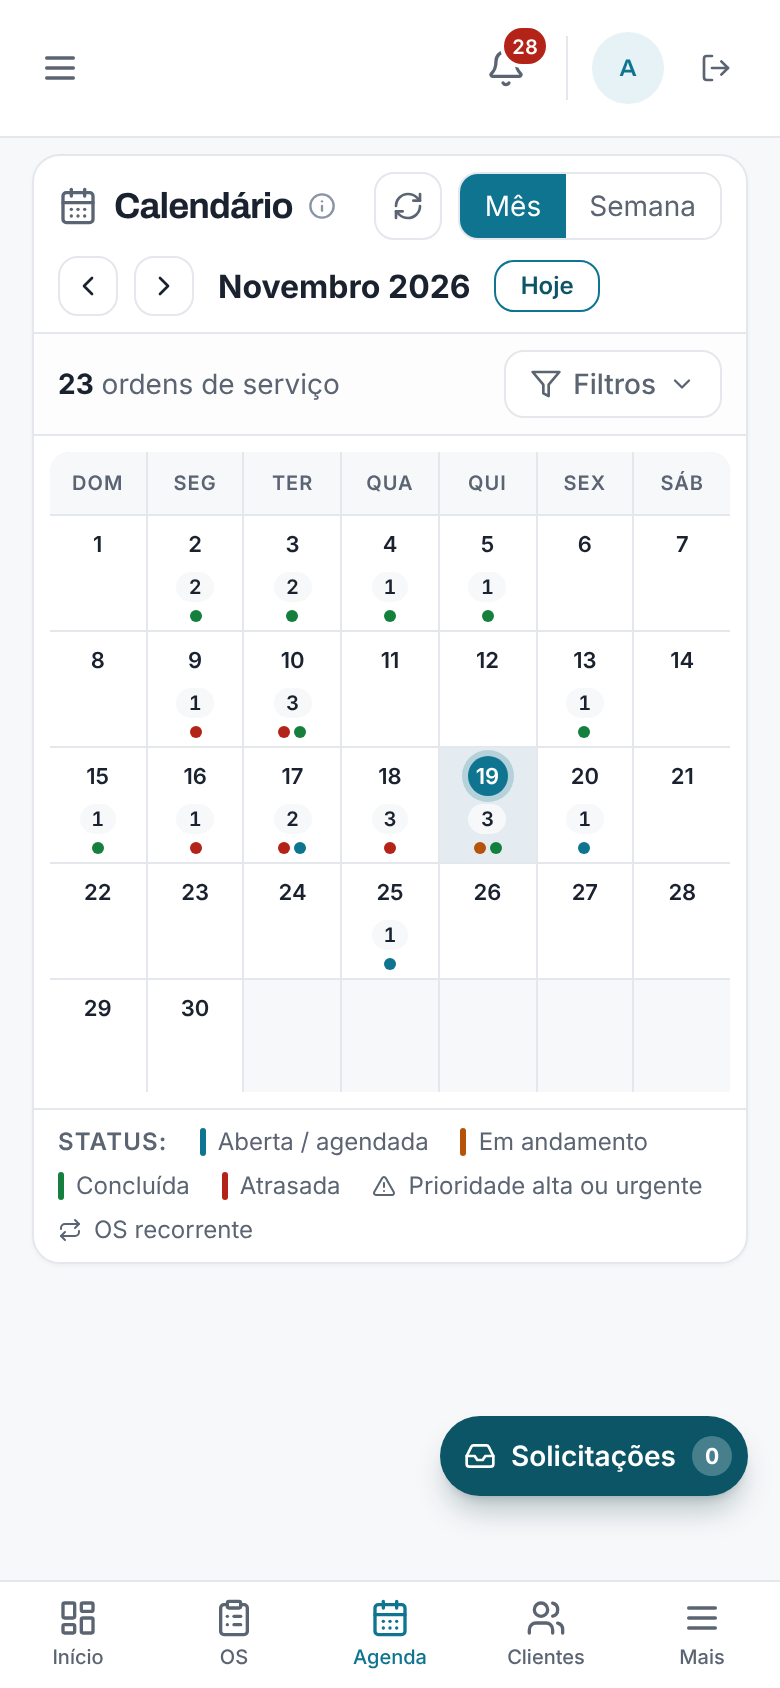 28
A
Calendário
Mês Semana
Novembro 2026 Hoje
23 ordens de serviço Filtros
DOM SEG TER QUA QUI SEX SÁB
1 2 3 4 5 6 7
2 2 1 1
8 9 10 11 12 13 14
1 3 1
15 16 17 18 19 20 21
1 1 2 3 3 1
22 23 24 25 26 27 28
1
29 30
STATUS: Aberta / agendada Em andamento
Concluída Atrasada Prioridade alta ou urgente
OS recorrente
Solicitações 0
Início OS Agenda Clientes Mais